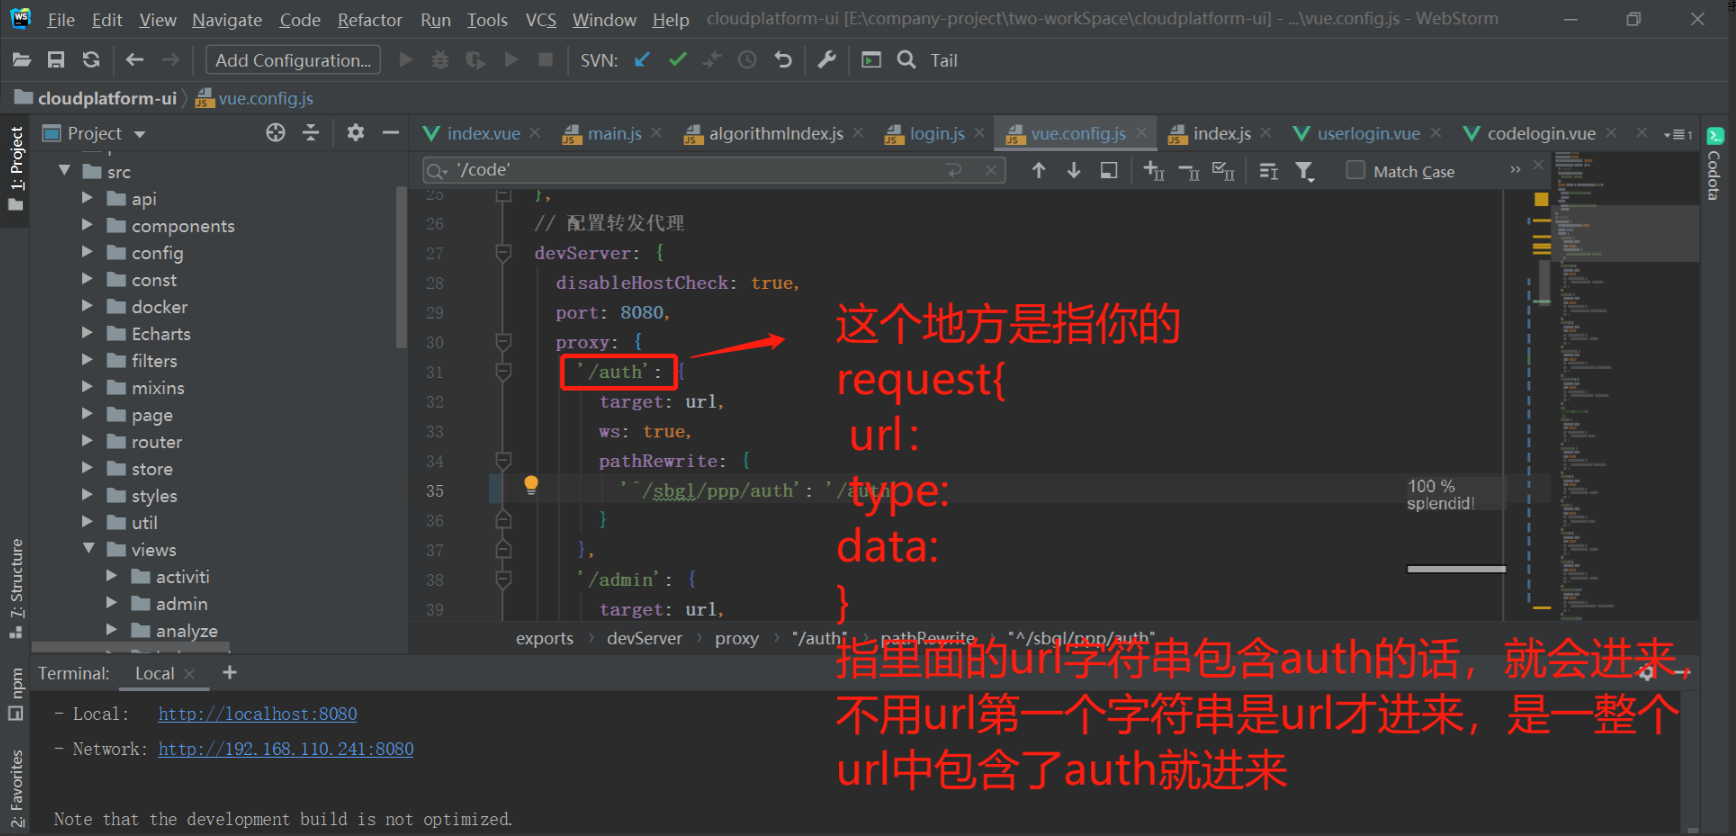 File Edit View Navigate Code Refactor Run Tools VCS Window Help cloudplatform-ui [E:\company-project\two-workSpace\cloudplatform-ui] - ...\vue.config.js - WebStorm
Add Configuration... SVN: Tail
cloudplatform-ui vue.config.js
Project
index.vue main.js algorithmIndex.js login.js vue.config.js index.js userlogin.vue codelogin.vue
'/code' Match Case
1: Project
7: Structure
npm
2: Favorites
Codota
src
api
components
config
const
docker
Echarts
filters
mixins
page
router
store
styles
util
views
activiti
admin
analyze
25 },
26 // 配置转发代理
27 devServer: {
28 disableHostCheck: true,
29 port: 8080,
30 proxy: {
31 '/auth': {
32 target: url,
33 ws: true,
34 pathRewrite: {
35 '^/sbgl/ppp/auth': '/auth
36 }
37 },
38 '/admin': {
39 target: url,
100 %
splendid!
exports devServer proxy "/auth" pathRewrite "^/sbgl/ppp/auth"
这个地方是指你的
request{
url：
type:
data:
}
指里面的url字符串包含auth的话，就会进来，
不用url第一个字符串是url才进来，是一整个
url中包含了auth就进来
Terminal: Local +
- Local: http://localhost:8080
- Network: http://192.168.110.241:8080
Note that the development build is not optimized.